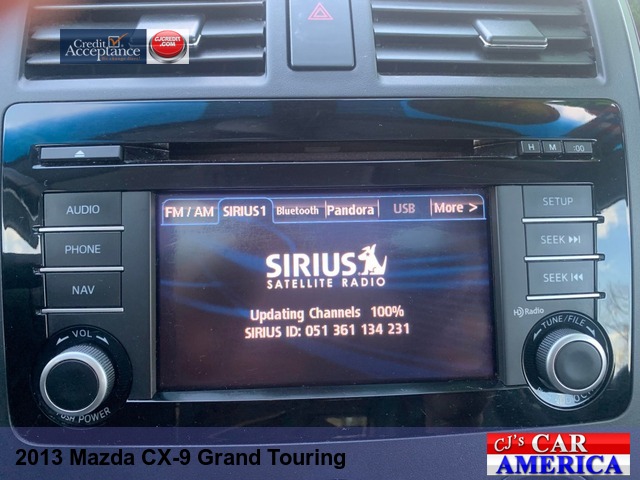 Credit
Acceptance
CJCREDIT.COM
H M :00
AUDIO
PHONE
NAV
FM / AM SIRIUS1 Bluetooth Pandora USB More >
SIRIUS
SATELLITE RADIO
Updating Channels 100%
SIRIUS ID: 051 361 134 231
SETUP
SEEK
SEEK
HD Radio
VOL
PUSH POWER
TUNE/FILE
2013 Mazda CX-9 Grand Touring
CJ's CAR
AMERICA